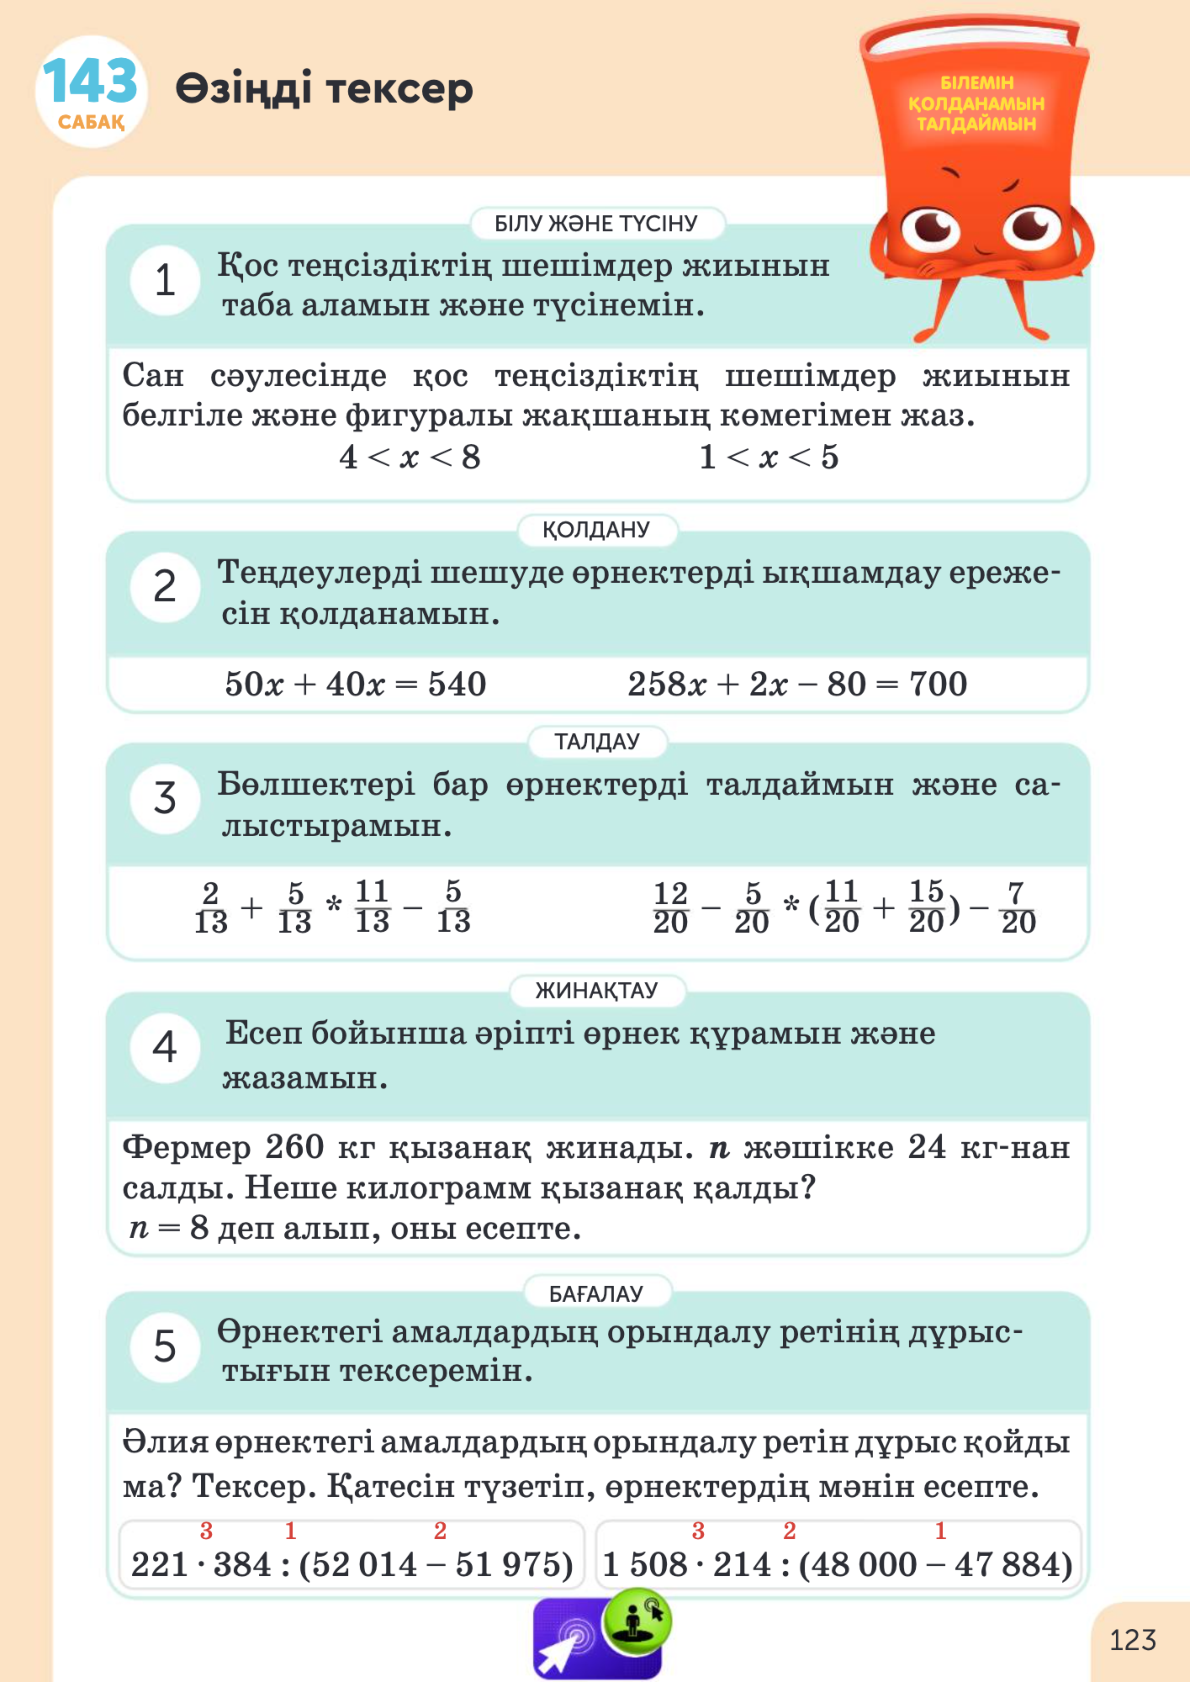 143
САБАҚ
Өзіңді тексер
БІЛЕМІН
ҚОЛДАНАМЫН
ТАЛДАЙМЫН
БІЛУ ЖӘНЕ ТҮСІНУ
1
Қос теңсіздіктің шешімдер жиынын
таба аламын және түсінемін.
Сан сәулесінде қос теңсіздіктің шешімдер жиынын
белгіле және фигуралы жақшаның көмегімен жаз.
4 < x < 8 1 < x < 5
ҚОЛДАНУ
2
Теңдеулерді шешуде өрнектерді ықшамдау ереже-
сін қолданамын.
50x + 40x = 540 258x + 2x – 80 = 700
ТАЛДАУ
3
Бөлшектері бар өрнектерді талдаймын және са-
лыстырамын.
2/13 + 5/13 * 11/13 – 5/13 12/20 – 5/20 * (11/20 + 15/20) – 7/20
ЖИНАҚТАУ
4
Есеп бойынша әріпті өрнек құрамын және
жазамын.
Фермер 260 кг қызанақ жинады. n жәшікке 24 кг-нан
салды. Неше килограмм қызанақ қалды?
n = 8 деп алып, оны есепте.
БАҒАЛАУ
5
Өрнектегі амалдардың орындалу ретінің дұрыс-
тығын тексеремін.
Әлия өрнектегі амалдардың орындалу ретін дұрыс қойды
ма? Тексер. Қатесін түзетіп, өрнектердің мәнін есепте.
3 1 2 3 2 1
221 · 384 : (52 014 – 51 975) 1 508 · 214 : (48 000 – 47 884)
123